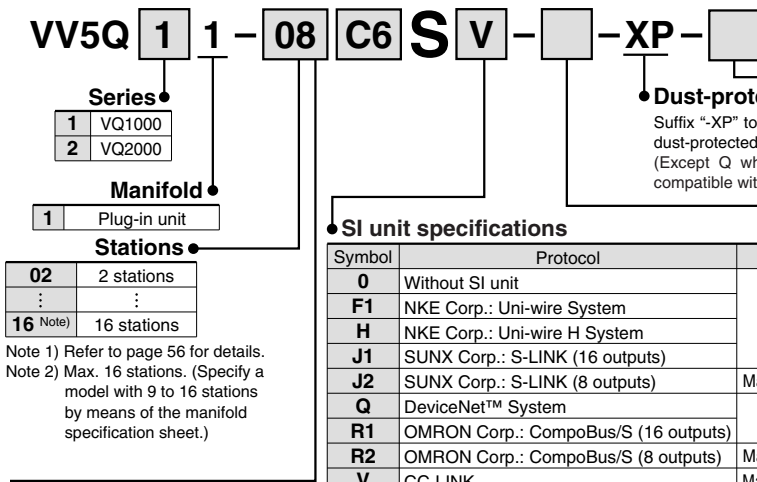 VV5Q 1 1 – 08 C6 S V – – XP –
Series
1 VQ1000
2 VQ2000
Manifold
1 Plug-in unit
Stations
02 2 stations
⋮ ⋮
16 Note) 16 stations
Note 1) Refer to page 56 for details.
Note 2) Max. 16 stations. (Specify a
model with 9 to 16 stations
by means of the manifold
specification sheet.)
Dust-prote
Suffix “-XP” to
dust-protected
(Except Q wh
compatible wit
SI unit specifications
Symbol Protocol
0 Without SI unit
F1 NKE Corp.: Uni-wire System
H NKE Corp.: Uni-wire H System
J1 SUNX Corp.: S-LINK (16 outputs)
J2 SUNX Corp.: S-LINK (8 outputs) Ma
Q DeviceNet™ System
R1 OMRON Corp.: CompoBus/S (16 outputs)
R2 OMRON Corp.: CompoBus/S (8 outputs) Ma
V CC-LINK Ma